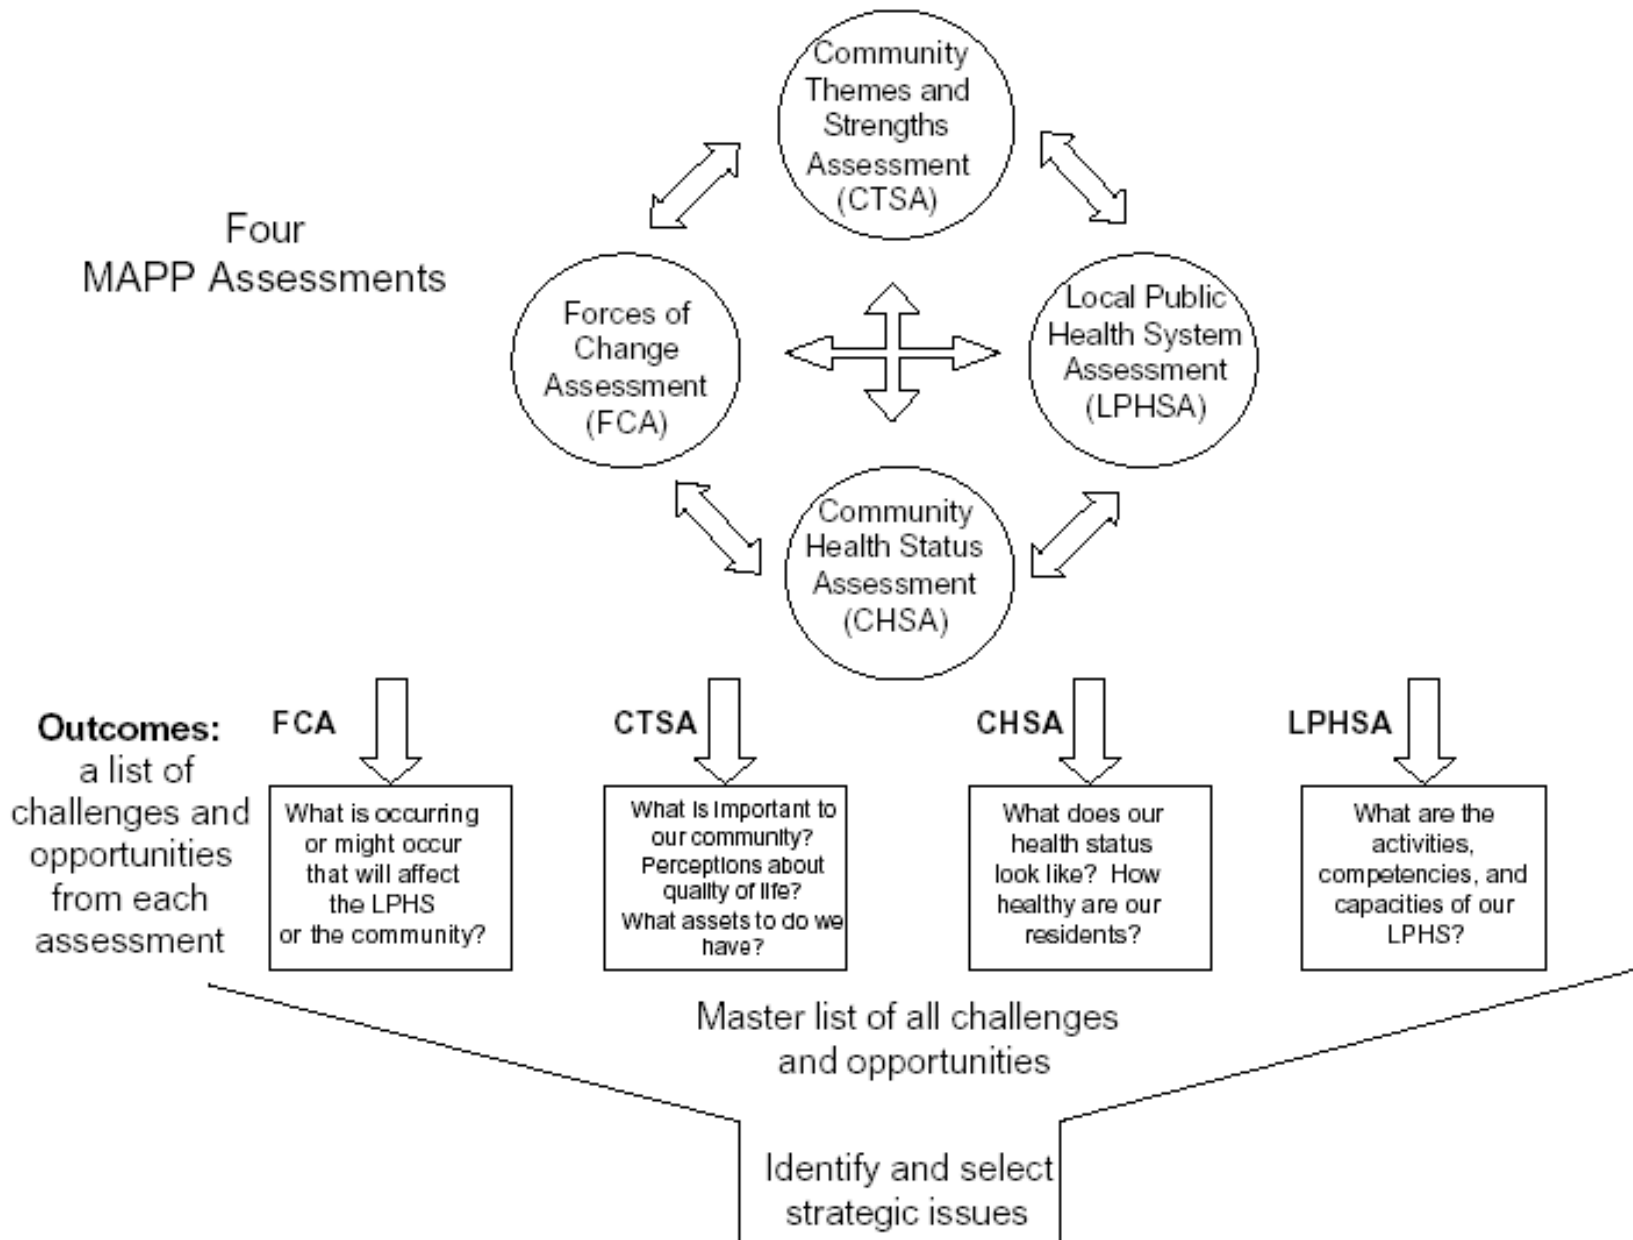 Community
Themes and
Strengths
Assessment
(CTSA)
Four
MAPP Assessments
Forces of
Change
Assessment
(FCA)
Local Public
Health System
Assessment
(LPHSA)
Community
Health Status
Assessment
(CHSA)
Outcomes:
a list of
challenges and
opportunities
from each
assessment
FCA
What is occurring
or might occur
that will affect
the LPHS
or the community?
CTSA
What is important to
our community?
Perceptions about
quality of life?
What assets to do we
have?
CHSA
What does our
health status
look like? How
healthy are our
residents?
LPHSA
What are the
activities,
competencies, and
capacities of our
LPHS?
Master list of all challenges
and opportunities
Identify and select
strategic issues